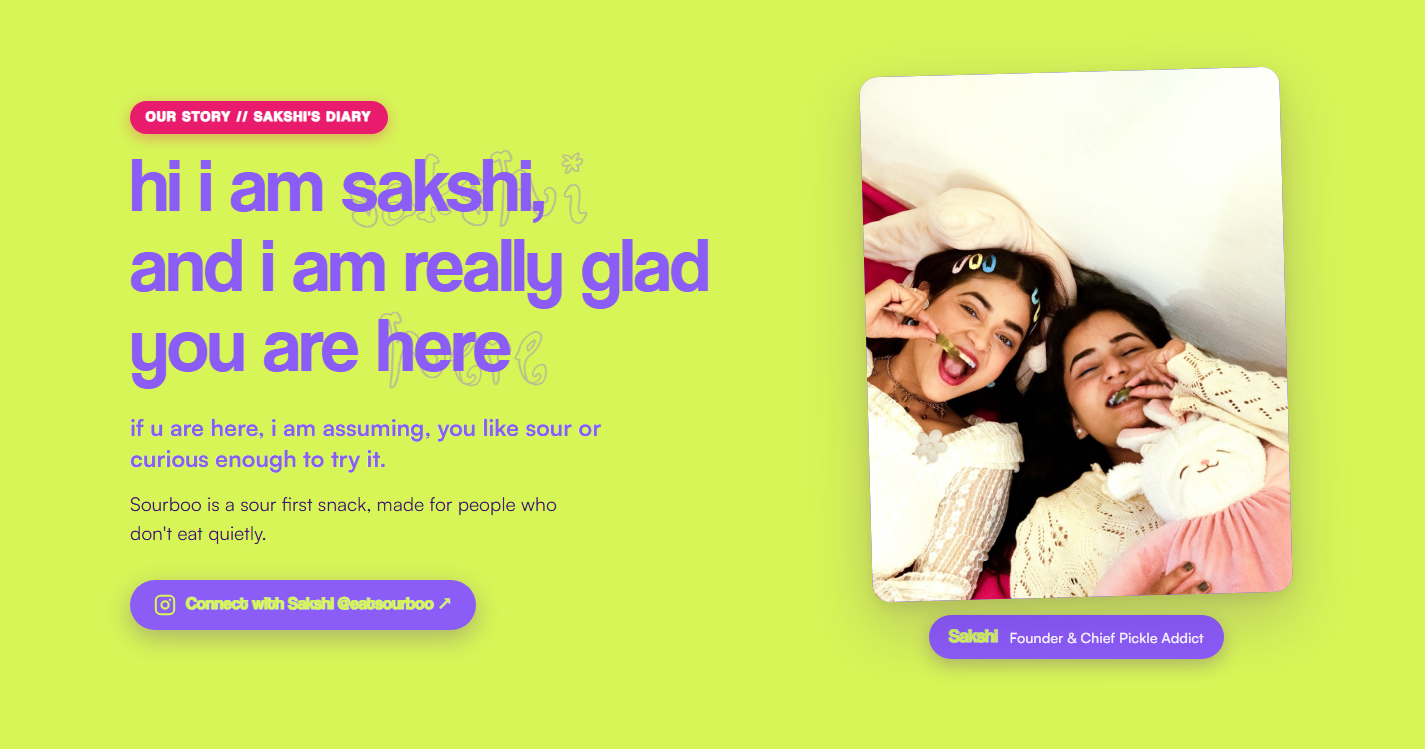 OUR STORY // SAKSHI'S DIARY
hi i am sakshi,
and i am really glad
you are here
if u are here, i am assuming, you like sour or
curious enough to try it.
Sourboo is a sour first snack, made for people who
don't eat quietly.
Connect with Sakshi @eatsourboo ↗
Sakshi Founder & Chief Pickle Addict